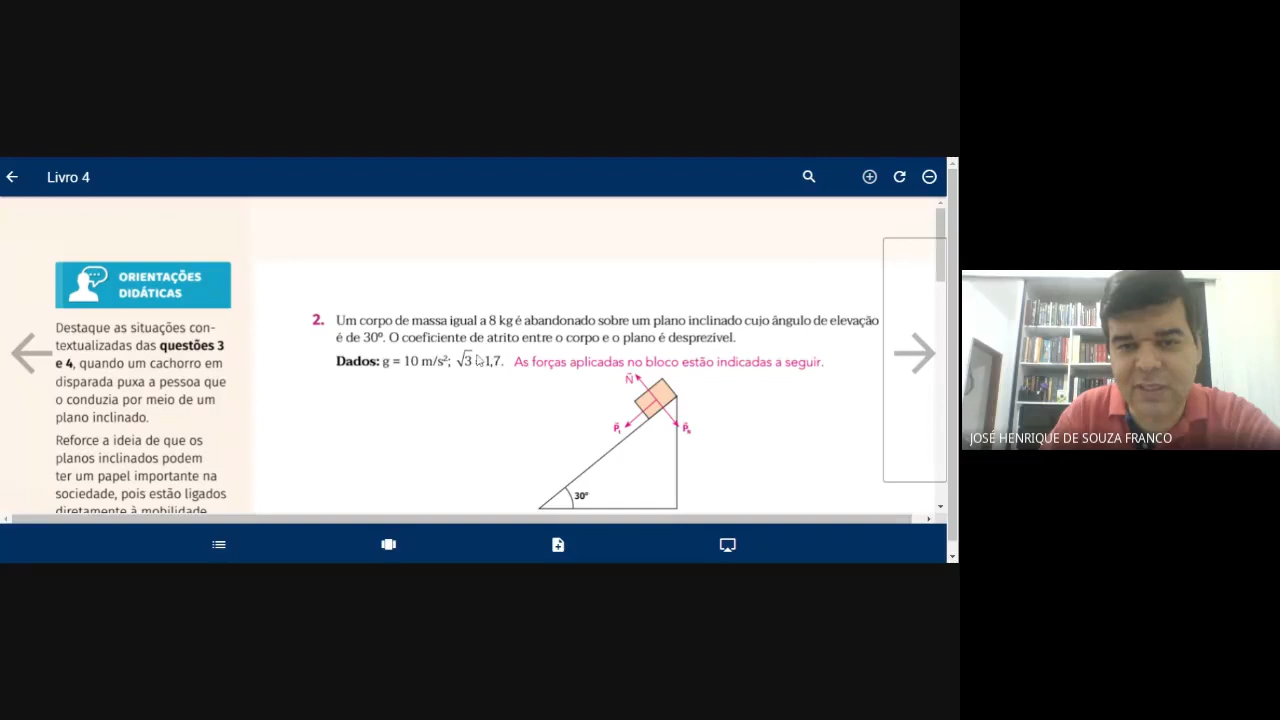 Livro 4
ORIENTAÇÕES
DIDÁTICAS
Destaque as situações con-
textualizadas das questões 3
e 4, quando um cachorro em
disparada puxa a pessoa que
o conduzia por meio de um
plano inclinado.
Reforce a ideia de que os
planos inclinados podem
ter um papel importante na
sociedade, pois estão ligados
diretamente à mobilidade
2. Um corpo de massa igual a 8 kg é abandonado sobre um plano inclinado cujo ângulo de elevação
é de 30º. O coeficiente de atrito entre o corpo e o plano é desprezível.
Dados: g = 10 m/s²; √3 = 1,7. As forças aplicadas no bloco estão indicadas a seguir.
N
P
P
30º
JOSÉ HENRIQUE DE SOUZA FRANCO